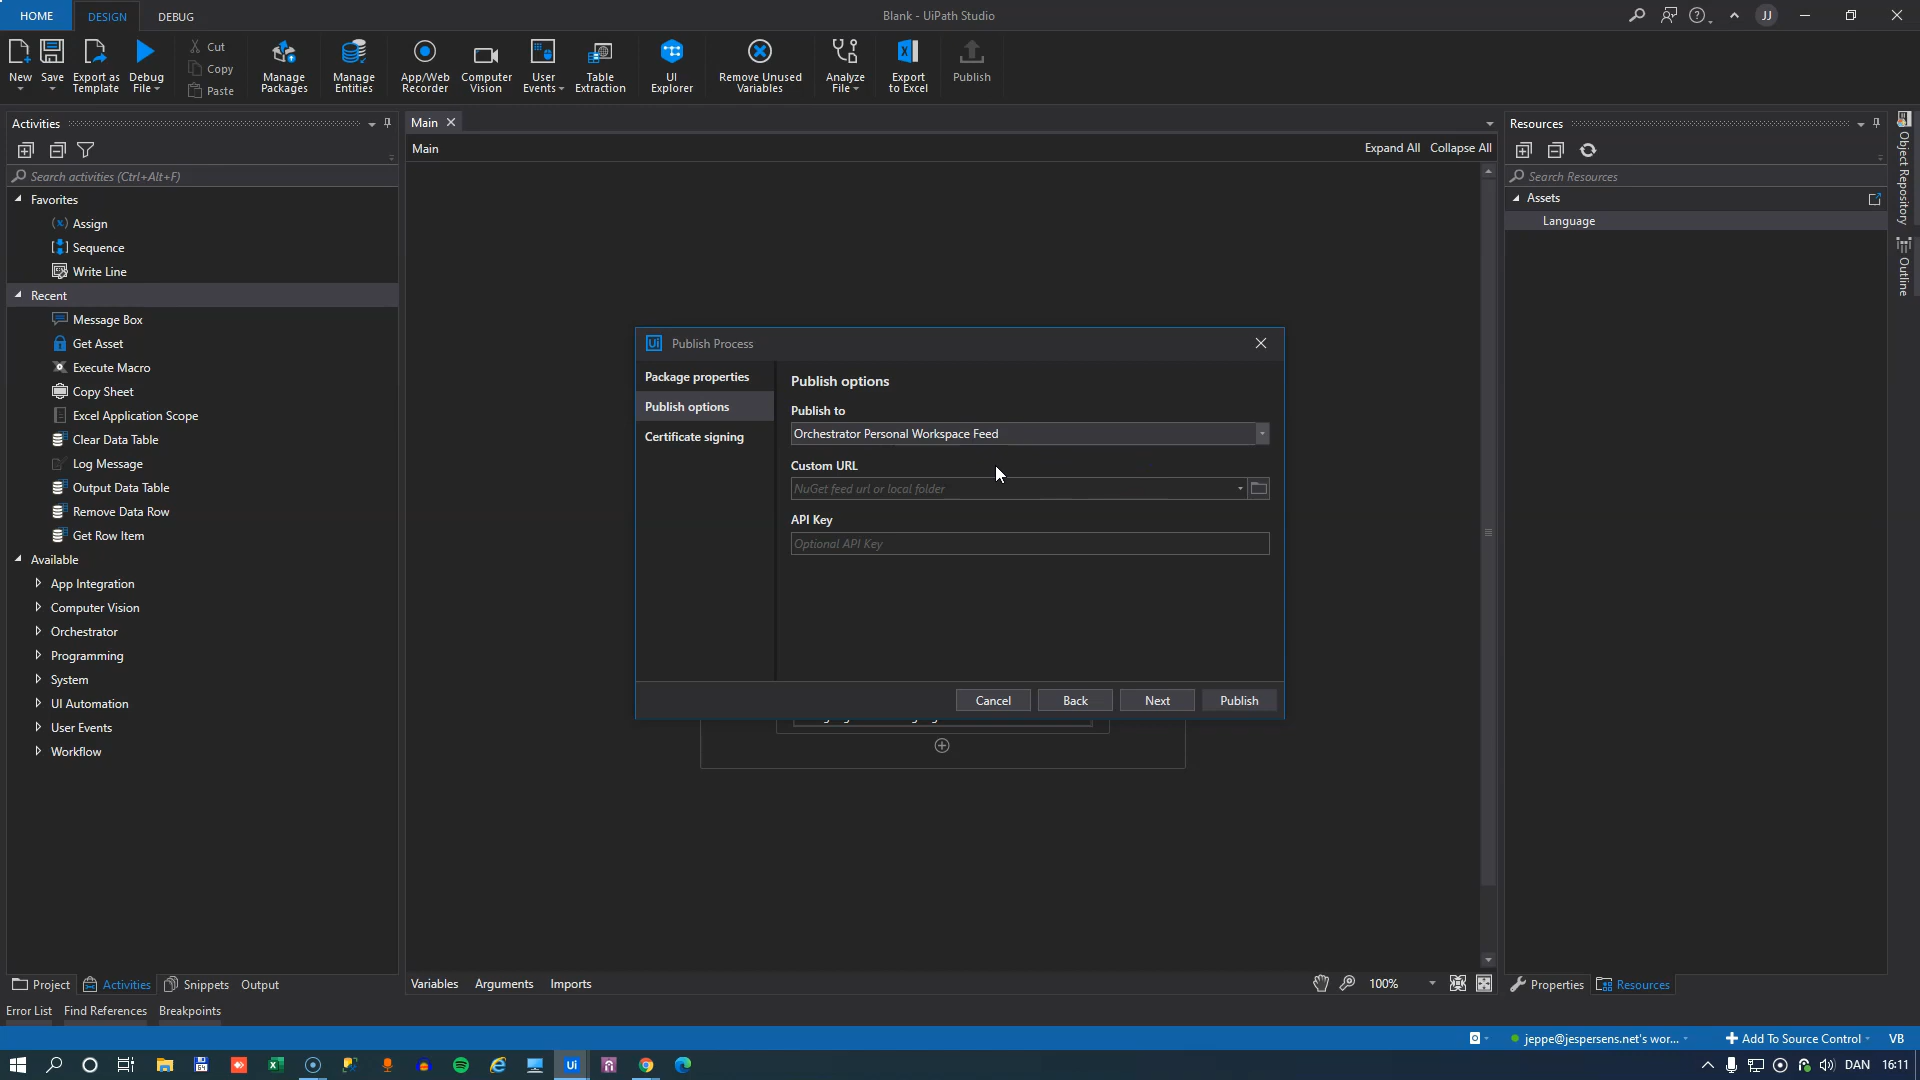 HOME
DESIGN
DEBUG
Blank - UiPath Studio
JJ
New
Save
Export as
Template
Debug
File
Cut
Copy
Paste
Manage
Packages
Manage
Entities
App/Web
Recorder
Computer
Vision
User
Events
Table
Extraction
UI
Explorer
Remove Unused
Variables
Analyze
File
Export
to Excel
Publish
Activities
Search activities (Ctrl+Alt+F)
Favorites
Assign
Sequence
Write Line
Recent
Message Box
Get Asset
Execute Macro
Copy Sheet
Excel Application Scope
Clear Data Table
Log Message
Output Data Table
Remove Data Row
Get Row Item
Available
App Integration
Computer Vision
Orchestrator
Programming
System
UI Automation
User Events
Workflow
Main
Main
Expand All
Collapse All
Ui
Publish Process
Package properties
Publish options
Certificate signing
Publish options
Publish to
Orchestrator Personal Workspace Feed
Custom URL
NuGet feed url or local folder
API Key
Optional API Key
Cancel
Back
Next
Publish
Resources
Search Resources
Assets
Language
Object Repository
Outline
Project
Activities
Snippets
Output
Variables
Arguments
Imports
100%
Properties
Resources
Error List
Find References
Breakpoints
jeppe@jespersens.net's wor...
Add To Source Control
VB
Ui
DAN
16:11